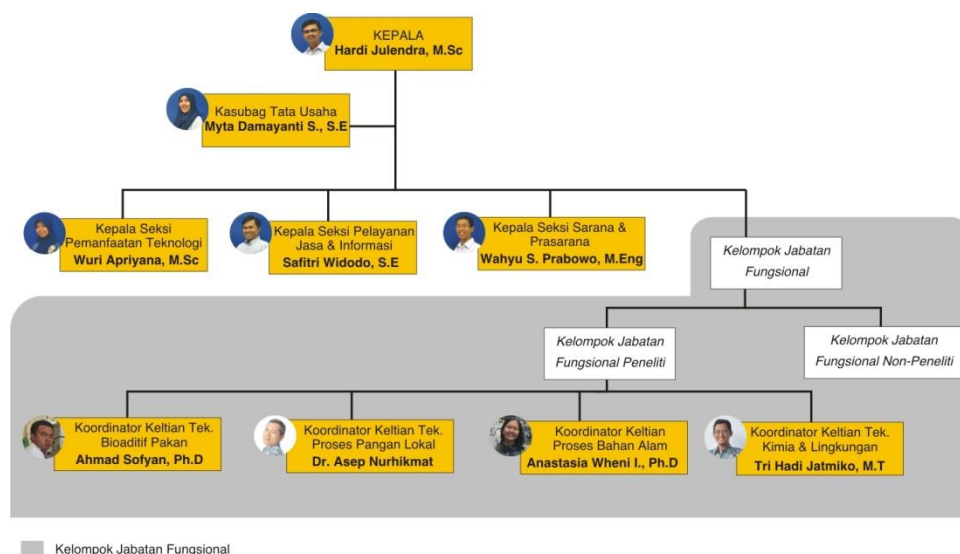 KEPALA
Hardi Julendra, M.Sc
Kasubag Tata Usaha
Myta Damayanti S., S.E
Kepala Seksi
Pemanfaatan Teknologi
Wuri Apriyana, M.Sc
Kepala Seksi Pelayanan
Jasa & Informasi
Safitri Widodo, S.E
Kepala Seksi Sarana &
Prasarana
Wahyu S. Prabowo, M.Eng
Kelompok Jabatan
Fungsional
Kelompok Jabatan
Fungsional Peneliti
Kelompok Jabatan
Fungsional Non-Peneliti
Koordinator Keltian Tek.
Bioaditif Pakan
Ahmad Sofyan, Ph.D
Koordinator Keltian Tek.
Proses Pangan Lokal
Dr. Asep Nurhikmat
Koordinator Keltian
Proses Bahan Alam
Anastasia Wheni I., Ph.D
Koordinator Keltian Tek.
Kimia & Lingkungan
Tri Hadi Jatmiko, M.T
Kelompok Jabatan Fungsional